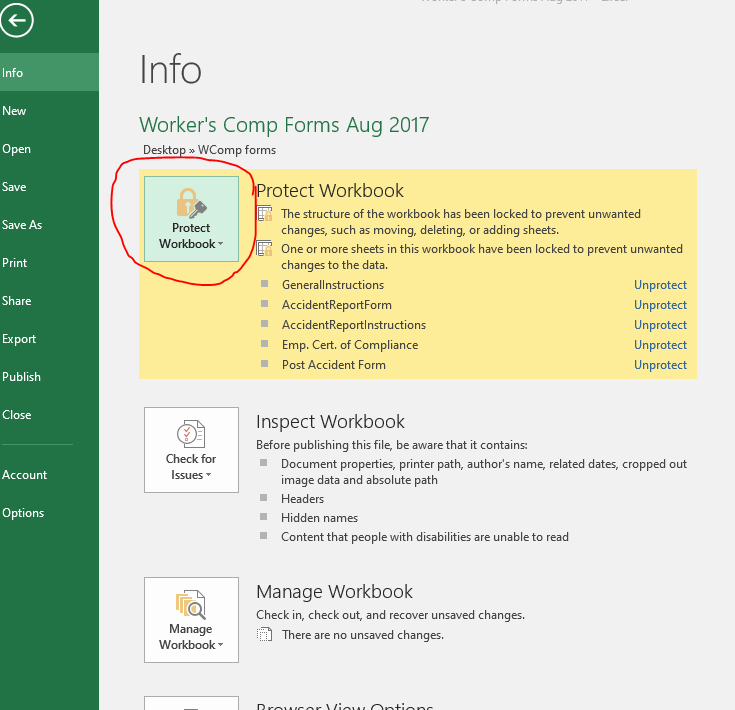 Info
Info
New
Worker's Comp Forms Aug 2017
Open
Desktop » WComp forms
Save
Protect Workbook
Protect
Workbook
The structure of the workbook has been locked to prevent unwanted
changes, such as moving, deleting, or adding sheets.
One or more sheets in this workbook have been locked to prevent unwanted
changes to the data.
GeneralInstructions Unprotect
AccidentReportForm Unprotect
AccidentReportInstructions Unprotect
Emp. Cert. of Compliance Unprotect
Post Accident Form Unprotect
Save As
Print
Share
Export
Publish
Close
Account
Options
Inspect Workbook
Check for
Issues
Before publishing this file, be aware that it contains:
Document properties, printer path, author's name, related dates, cropped out
image data and absolute path
Headers
Hidden names
Content that people with disabilities are unable to read
Manage Workbook
Manage
Workbook
Check in, check out, and recover unsaved changes.
There are no unsaved changes.
Browser View Options